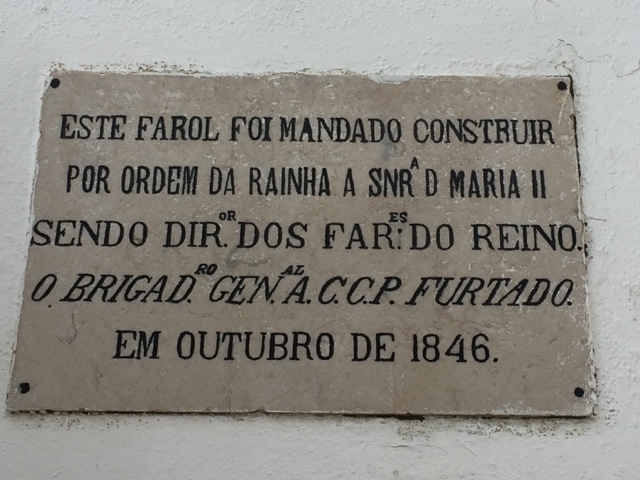 ESTE FAROL FOI MANDADO CONSTRUIR
POR ORDEM DA RAINHA A SNRᴬ D MARIA II
SENDO DIR.ᴼᴿ DOS FAR.ᴱˢ: DO REINO.
O BRIGAD.ᴿᴼ GEN.ᴬᴸ A. C. C. P. FURTADO.
EM OUTUBRO DE 1846.